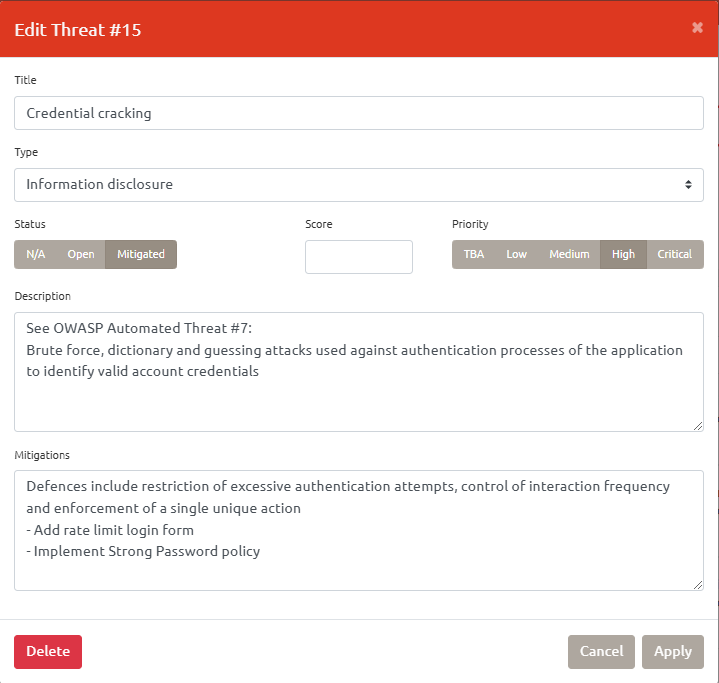 Edit Threat #15
Title
Credential cracking
Type
Information disclosure
Status
Score
Priority
N/A
Open
Mitigated
TBA
Low
Medium
High
Critical
Description
See OWASP Automated Threat #7:
Brute force, dictionary and guessing attacks used against authentication processes of the application
to identify valid account credentials
Mitigations
Defences include restriction of excessive authentication attempts, control of interaction frequency
and enforcement of a single unique action
- Add rate limit login form
- Implement Strong Password policy
Delete
Cancel
Apply